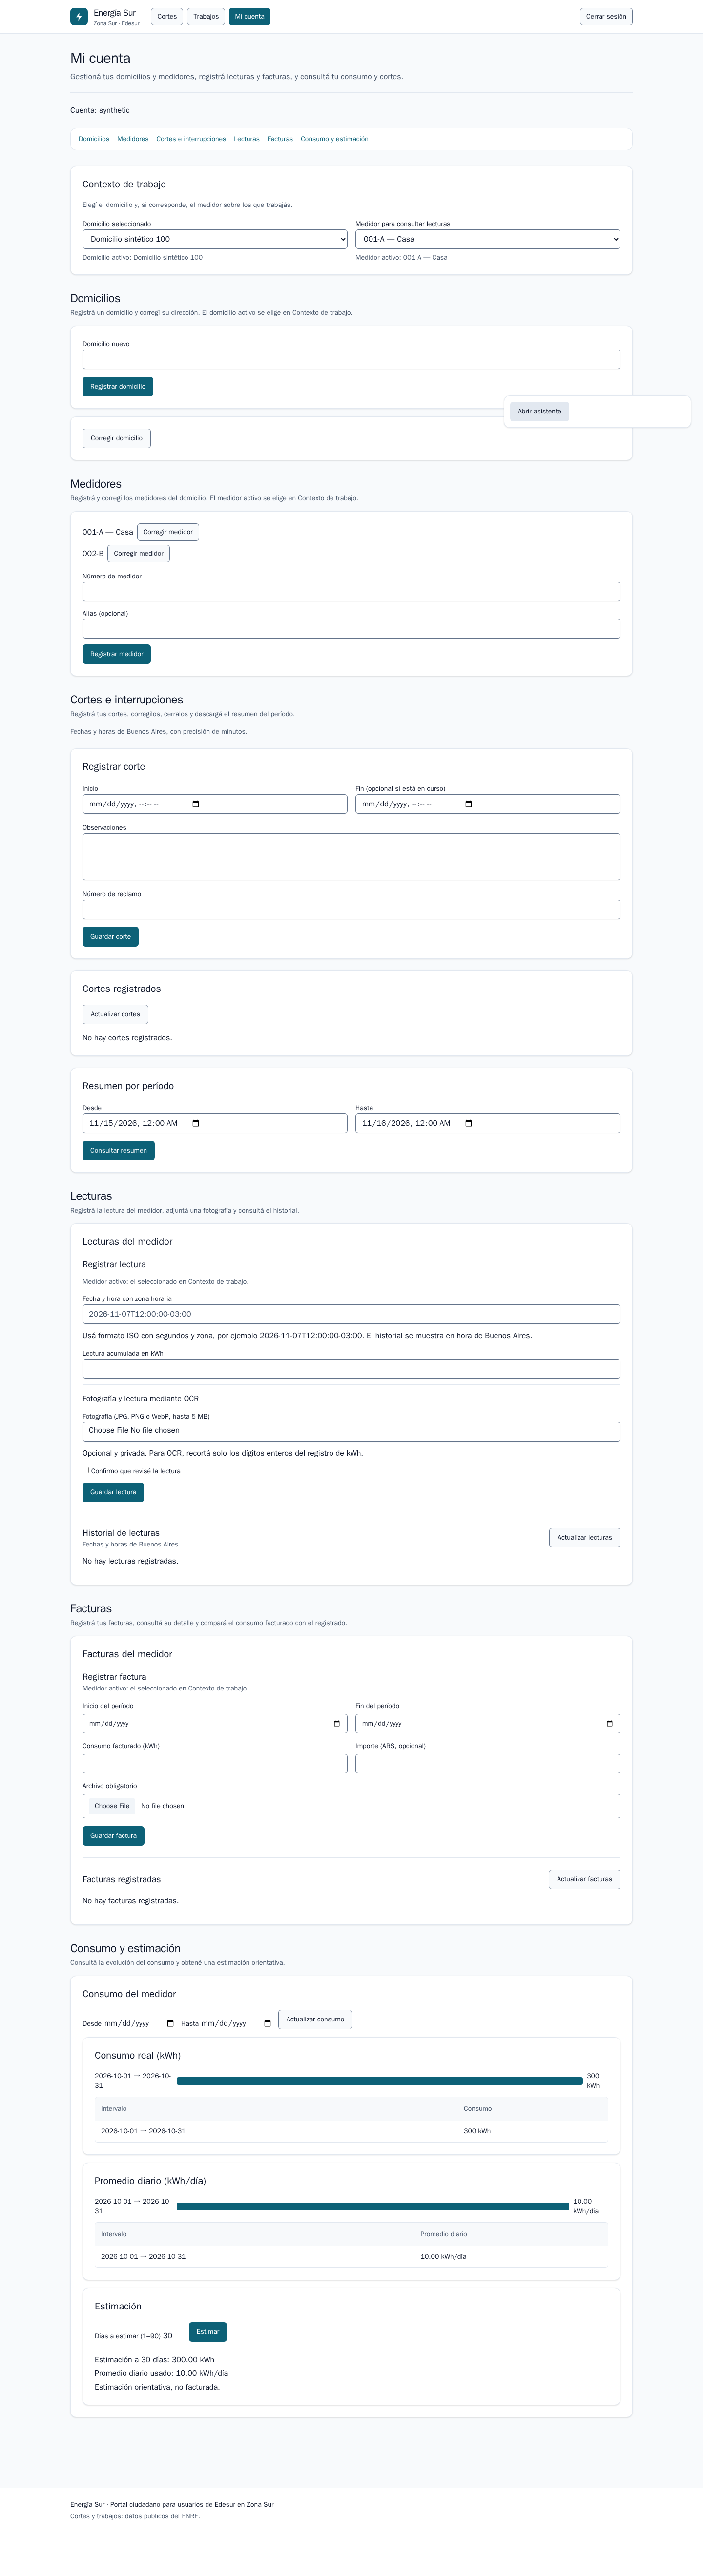 Energía Sur
Zona Sur · Edesur
Cortes
Trabajos
Mi cuenta
Cerrar sesión
Mi cuenta
Gestioná tus domicilios y medidores, registrá lecturas y facturas, y consultá tu consumo y cortes.
Cuenta: synthetic
Domicilios Medidores Cortes e interrupciones Lecturas Facturas Consumo y estimación
Contexto de trabajo
Elegí el domicilio y, si corresponde, el medidor sobre los que trabajás.
Domicilio seleccionado
Domicilio sintético 100
Domicilio activo: Domicilio sintético 100
Medidor para consultar lecturas
001-A — Casa
Medidor activo: 001-A — Casa
Domicilios
Registrá un domicilio y corregí su dirección. El domicilio activo se elige en Contexto de trabajo.
Domicilio nuevo
Registrar domicilio
Abrir asistente
Corregir domicilio
Medidores
Registrá y corregí los medidores del domicilio. El medidor activo se elige en Contexto de trabajo.
001-A — Casa Corregir medidor
002-B Corregir medidor
Número de medidor
Alias (opcional)
Registrar medidor
Cortes e interrupciones
Registrá tus cortes, corregilos, cerralos y descargá el resumen del período.
Fechas y horas de Buenos Aires, con precisión de minutos.
Registrar corte
Inicio
mm/dd/yyyy, --:-- --
Fin (opcional si está en curso)
mm/dd/yyyy, --:-- --
Observaciones
Número de reclamo
Guardar corte
Cortes registrados
Actualizar cortes
No hay cortes registrados.
Resumen por período
Desde
11/15/2026, 12:00 AM
Hasta
11/16/2026, 12:00 AM
Consultar resumen
Lecturas
Registrá la lectura del medidor, adjuntá una fotografía y consultá el historial.
Lecturas del medidor
Registrar lectura
Medidor activo: el seleccionado en Contexto de trabajo.
Fecha y hora con zona horaria
2026-11-07T12:00:00-03:00
Usá formato ISO con segundos y zona, por ejemplo 2026-11-07T12:00:00-03:00. El historial se muestra en hora de Buenos Aires.
Lectura acumulada en kWh
Fotografía y lectura mediante OCR
Fotografía (JPG, PNG o WebP, hasta 5 MB)
Choose File No file chosen
Opcional y privada. Para OCR, recortá solo los dígitos enteros del registro de kWh.
Confirmo que revisé la lectura
Guardar lectura
Historial de lecturas
Fechas y horas de Buenos Aires.
Actualizar lecturas
No hay lecturas registradas.
Facturas
Registrá tus facturas, consultá su detalle y compará el consumo facturado con el registrado.
Facturas del medidor
Registrar factura
Medidor activo: el seleccionado en Contexto de trabajo.
Inicio del período
mm/dd/yyyy
Fin del período
mm/dd/yyyy
Consumo facturado (kWh)
Importe (ARS, opcional)
Archivo obligatorio
Choose File No file chosen
Guardar factura
Facturas registradas
Actualizar facturas
No hay facturas registradas.
Consumo y estimación
Consultá la evolución del consumo y obtené una estimación orientativa.
Consumo del medidor
Desde mm/dd/yyyy Hasta mm/dd/yyyy Actualizar consumo
Consumo real (kWh)
2026-10-01 → 2026-10-
31
300
kWh
Intervalo Consumo
2026-10-01 → 2026-10-31 300 kWh
Promedio diario (kWh/día)
2026-10-01 → 2026-10-
31
10.00
kWh/día
Intervalo Promedio diario
2026-10-01 → 2026-10-31 10.00 kWh/día
Estimación
Días a estimar (1–90) 30 Estimar
Estimación a 30 días: 300.00 kWh
Promedio diario usado: 10.00 kWh/día
Estimación orientativa, no facturada.
Energía Sur · Portal ciudadano para usuarios de Edesur en Zona Sur
Cortes y trabajos: datos públicos del ENRE.